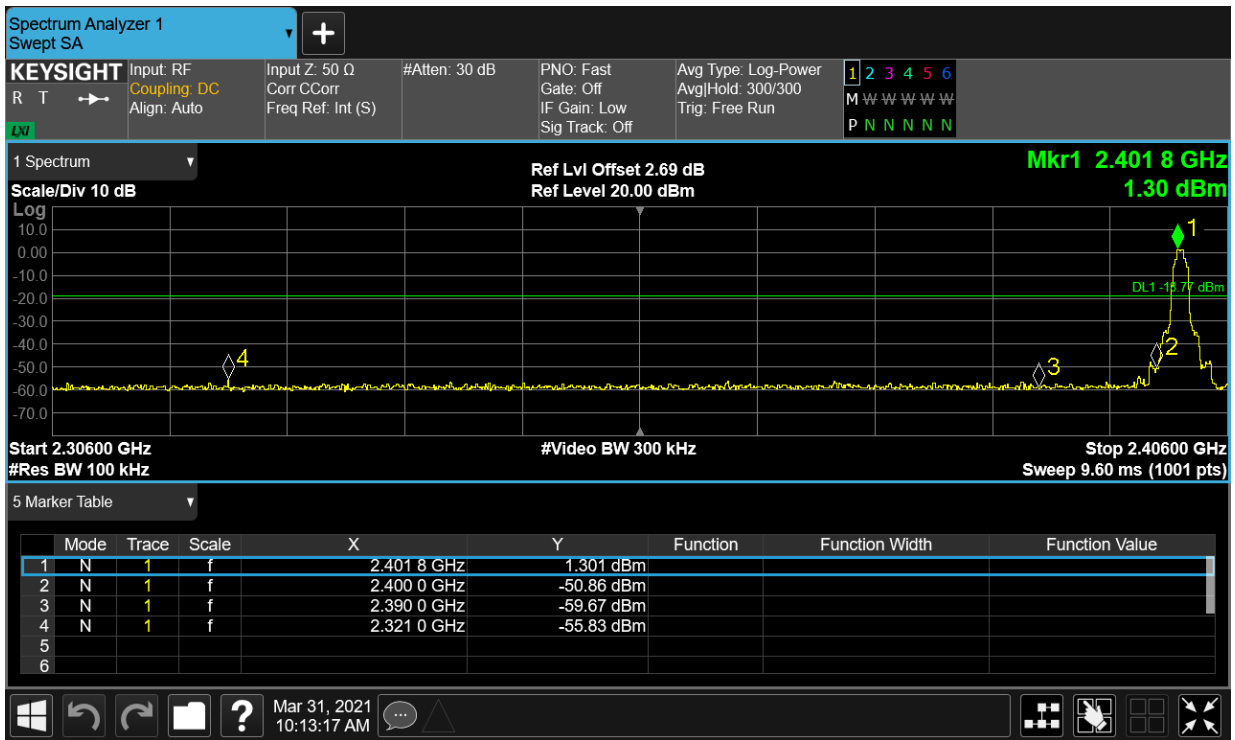 Spectrum Analyzer 1
Swept SA
+
KEYSIGHT Input: RF Input Z: 50 Ω #Atten: 30 dB PNO: Fast Avg Type: Log-Power 1 2 3 4 5 6
R T Coupling: DC Corr CCorr Gate: Off Avg|Hold: 300/300 M W W W W W
Align: Auto Freq Ref: Int (S) IF Gain: Low Trig: Free Run
LXI Sig Track: Off P N N N N N N
1 Spectrum Ref Lvl Offset 2.69 dB Mkr1 2.401 8 GHz
Scale/Div 10 dB Ref Level 20.00 dBm 1.30 dBm
Log
10.0 1
0.00
-10.0
DL1 -18.77 dBm
-20.0
-30.0
-40.0 2
4 3
-50.0
-60.0
-70.0
Start 2.30600 GHz #Video BW 300 kHz Stop 2.40600 GHz
#Res BW 100 kHz Sweep 9.60 ms (1001 pts)
5 Marker Table
Mode Trace Scale X Y Function Function Width Function Value
1 N 1 f 2.401 8 GHz 1.301 dBm
2 N 1 f 2.400 0 GHz -50.86 dBm
3 N 1 f 2.390 0 GHz -59.67 dBm
4 N 1 f 2.321 0 GHz -55.83 dBm
5
6
? Mar 31, 2021
10:13:17 AM